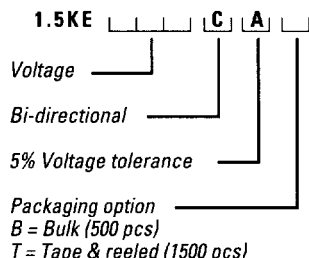 1.5KE C A
Voltage
Bi-directional
5% Voltage tolerance
Packaging option
B = Bulk (500 pcs)
T = Tape & reeled (1500 pcs)